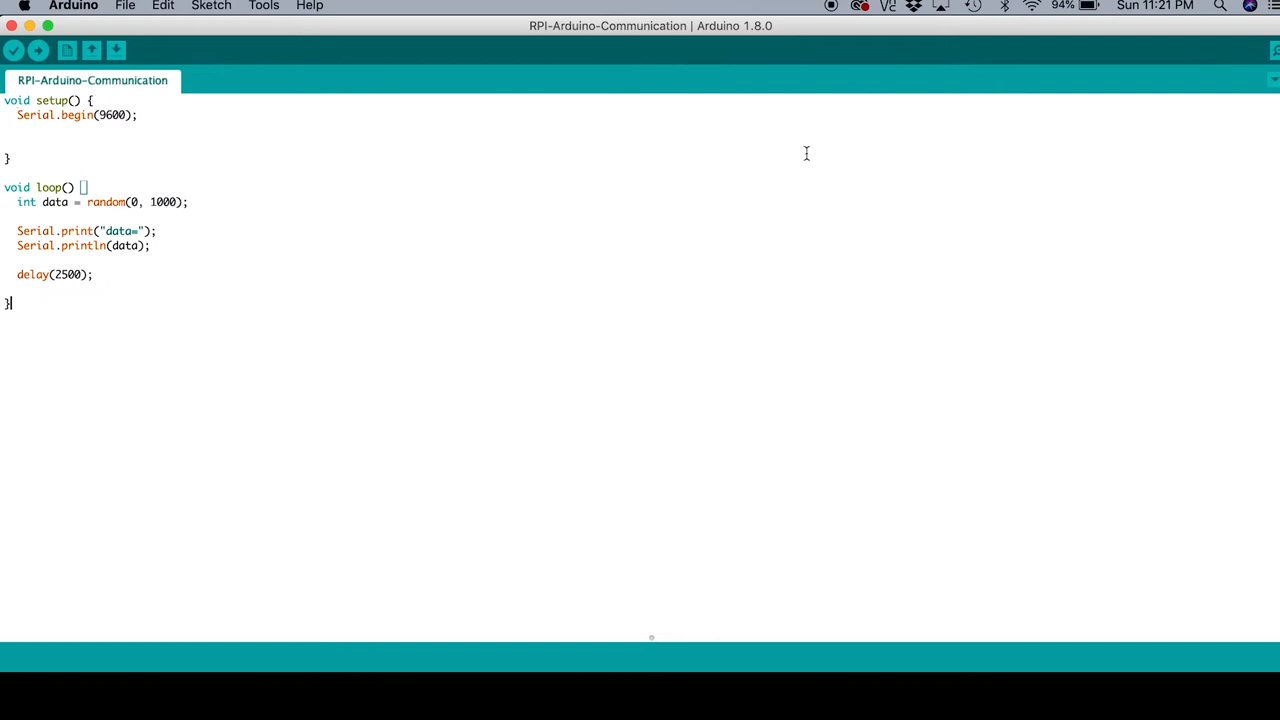 Arduino File Edit Sketch Tools Help 94% Sun 11:21 PM
RPI-Arduino-Communication | Arduino 1.8.0
RPI-Arduino-Communication
void setup() {
Serial.begin(9600);
}
void loop() {
int data = random(0, 1000);
Serial.print("data=");
Serial.println(data);
delay(2500);
}